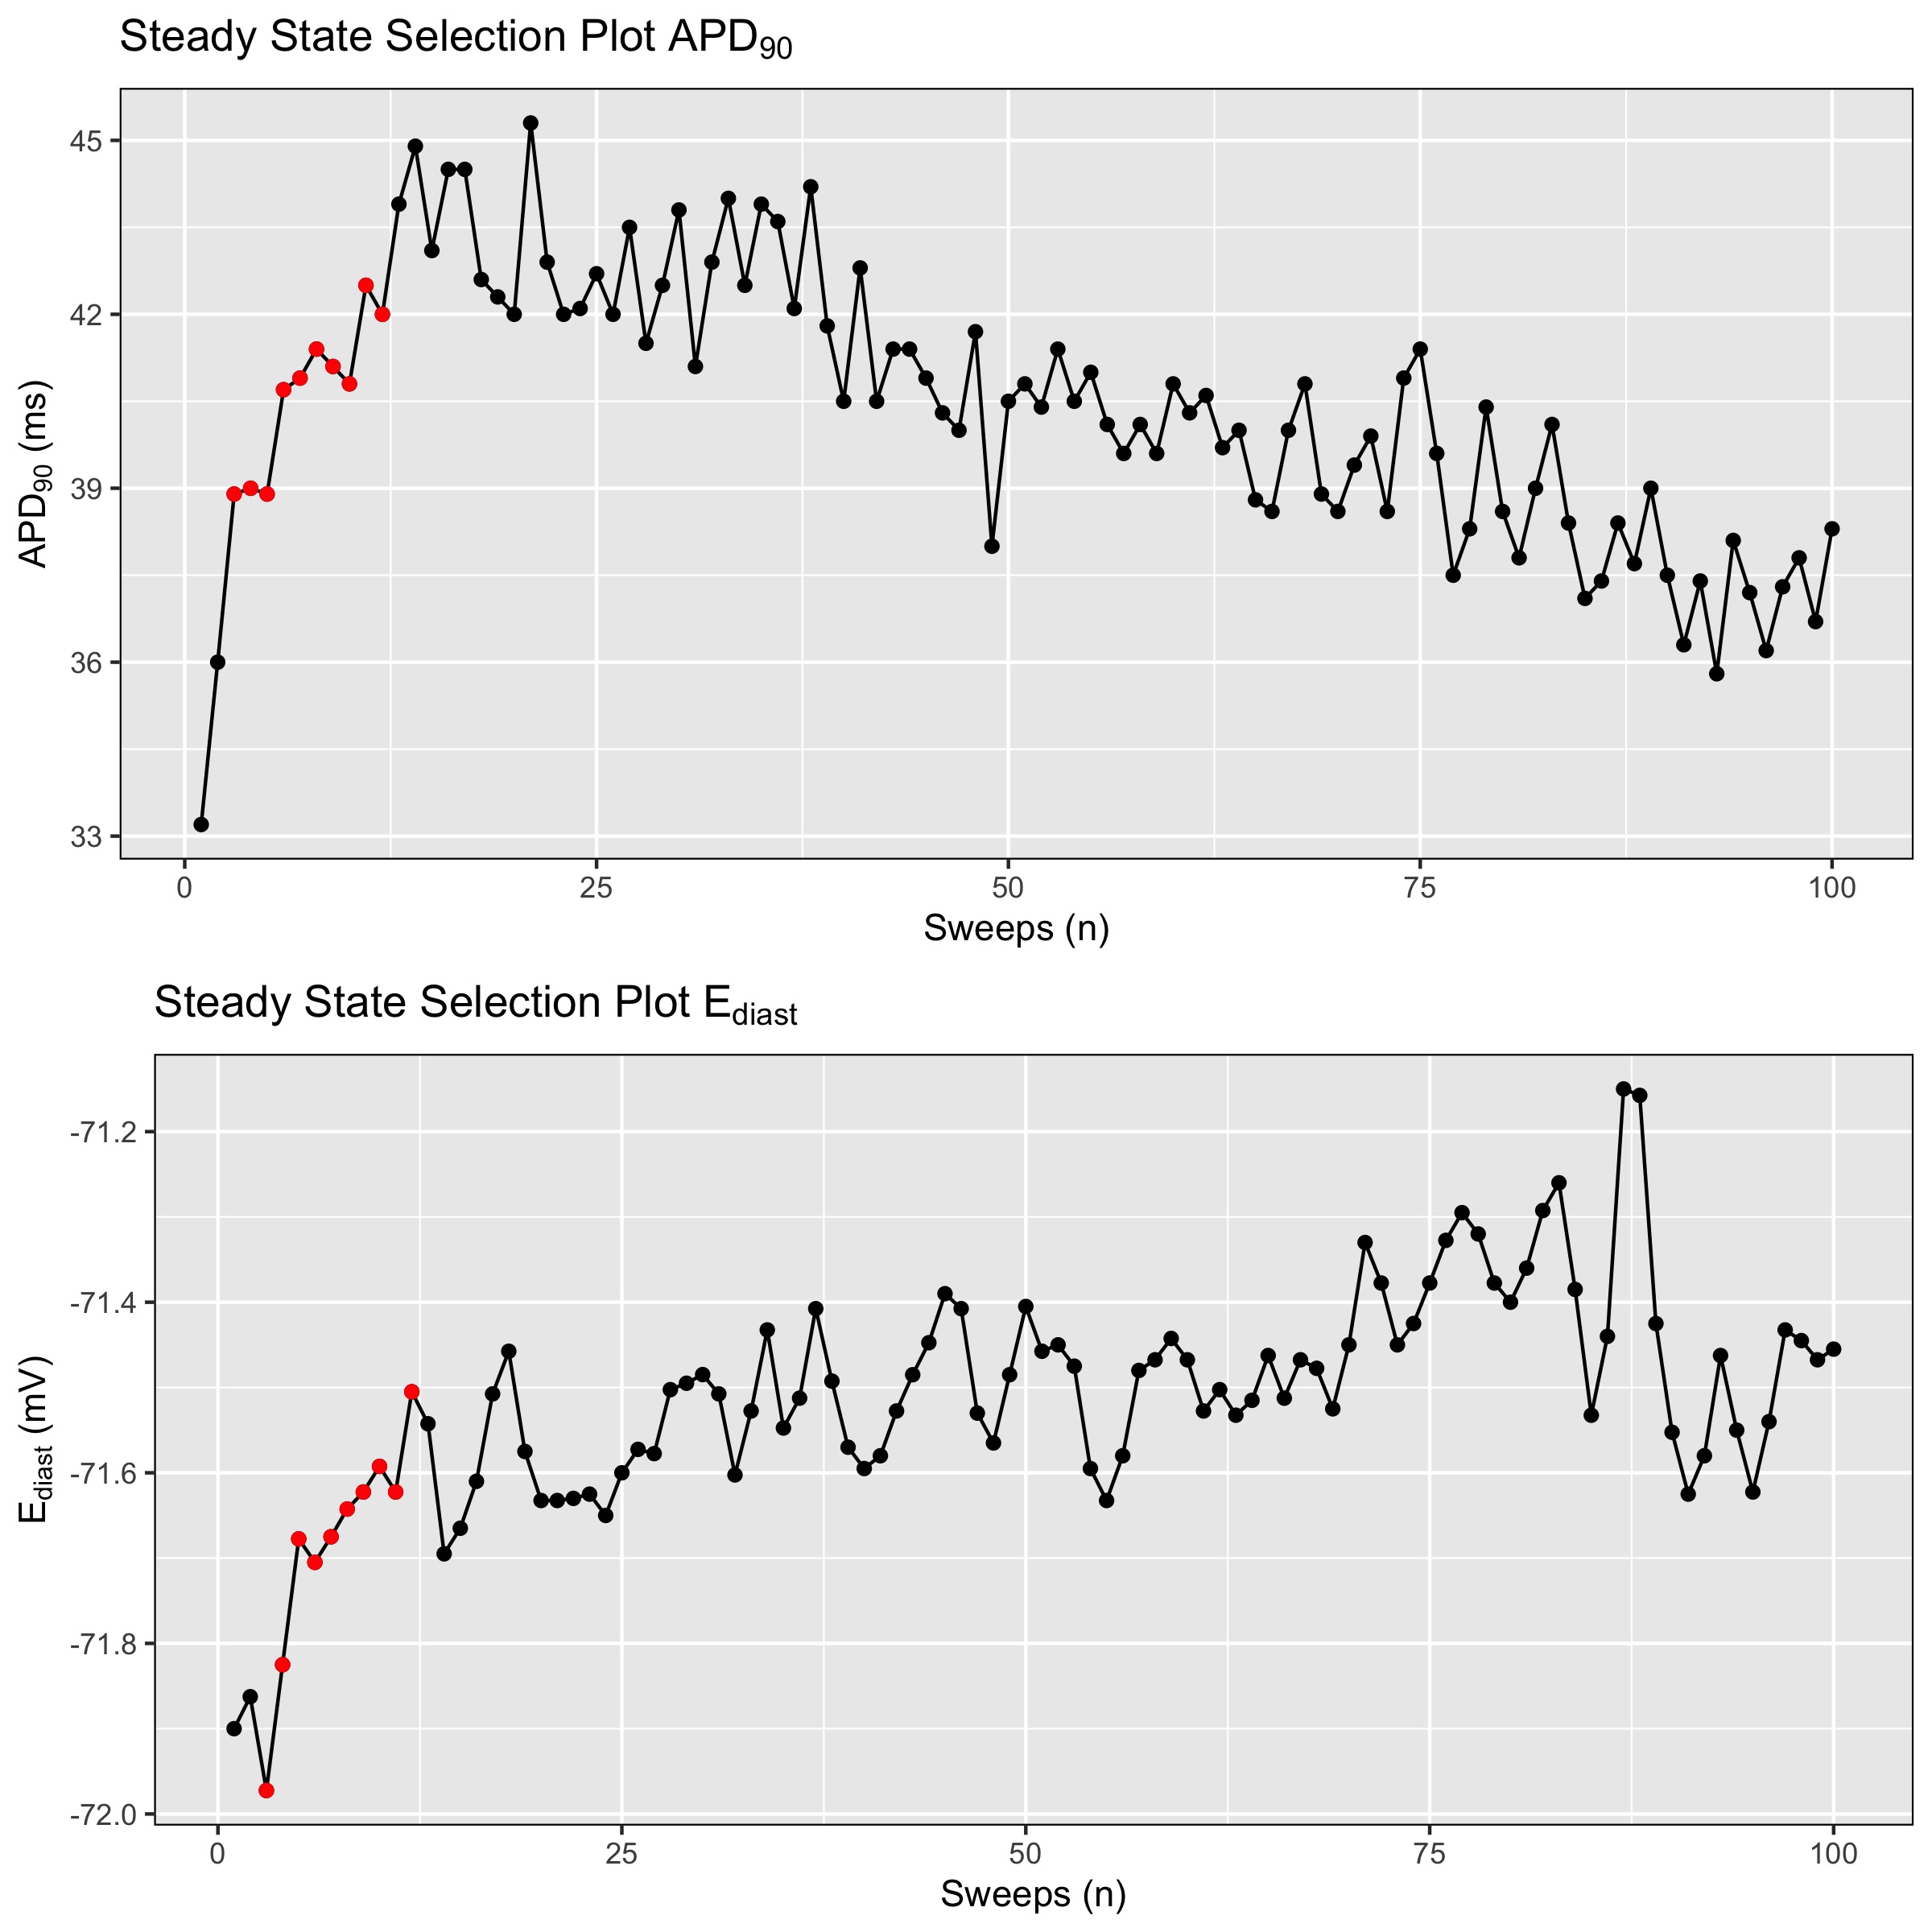 Steady State Selection Plot APD90
45
42
39
36
33
APD90 (ms)
0 25 50 75 100
Sweeps (n)
Steady State Selection Plot Ediast
-71.2
-71.4
-71.6
-71.8
-72.0
Ediast (mV)
0 25 50 75 100
Sweeps (n)